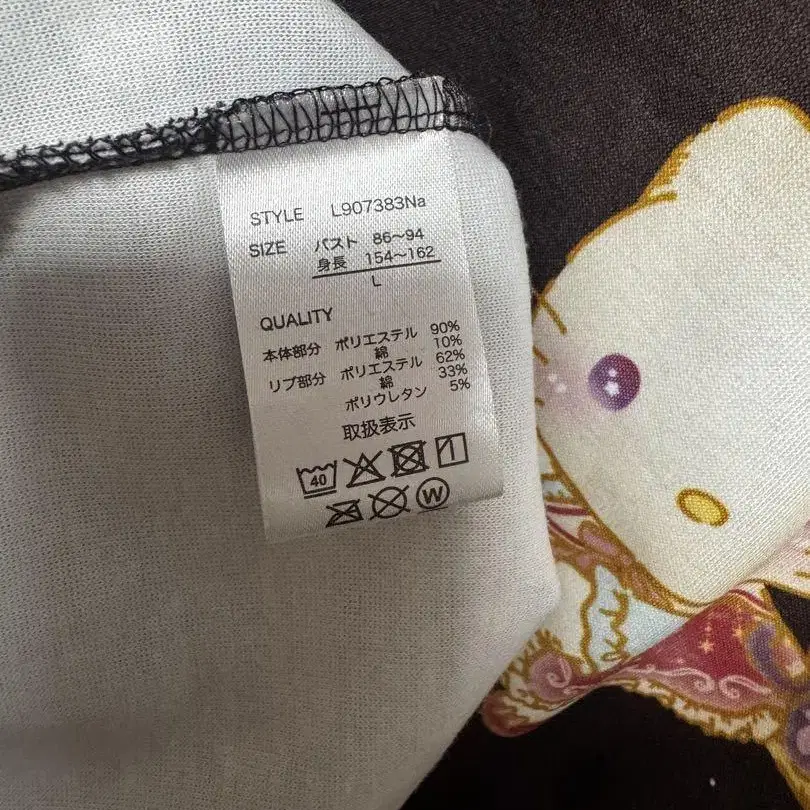 STYLE L907383Na
SIZE バスト 86～94
身長 154～162
L
QUALITY
本体部分 ポリエステル 90%
綿 10%
リブ部分 ポリエステル 62%
綿 33%
ポリウレタン 5%
取扱表示
40
W